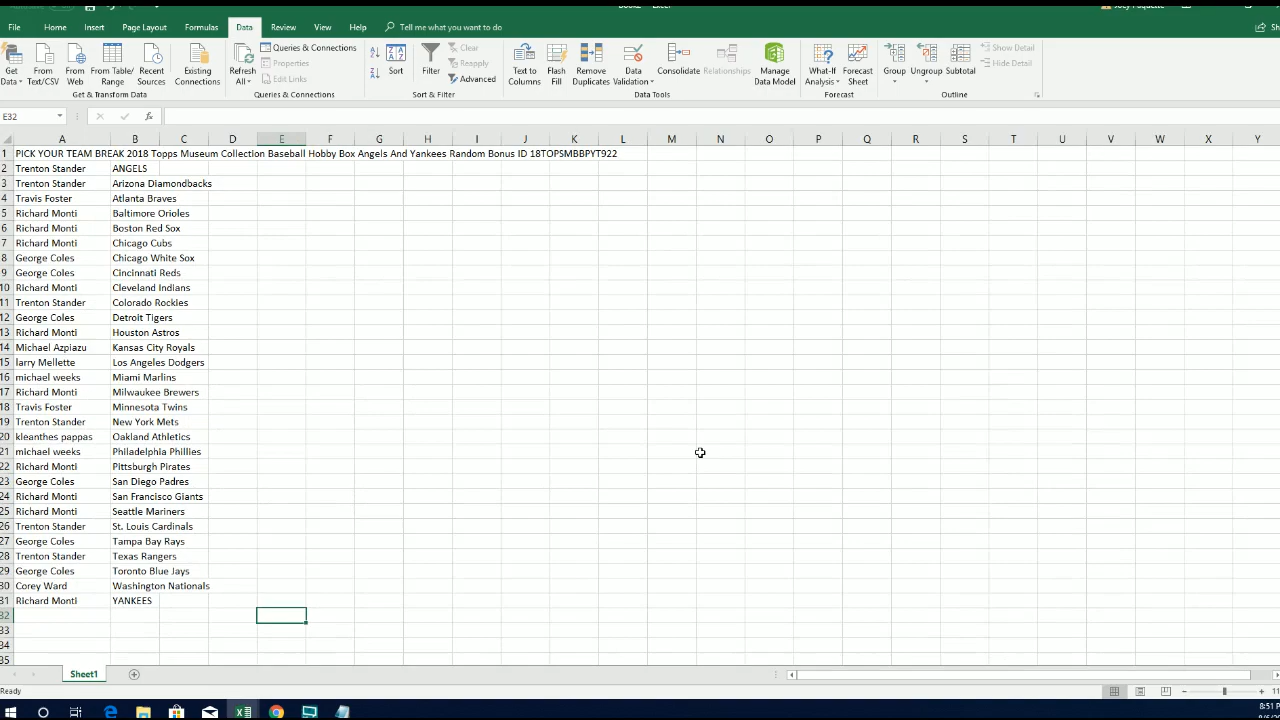 File Home Insert Page Layout Formulas Data Review View Help Tell me what you want to do
Get Data From Text/CSV From Web From Table/ Range Recent Sources Existing Connections Refresh All Queries & Connections Properties Edit Links Sort Filter Clear Reapply Advanced Text to Columns Flash Fill Remove Duplicates Data Validation Consolidate Relationships Manage Data Model What-If Analysis Forecast Sheet Group Ungroup Subtotal Show Detail Hide Detail
Get & Transform Data Queries & Connections Sort & Filter Data Tools Forecast Outline
E32 fx
A B C D E F G H I J K L M N O P Q R S T U V W X Y
1 PICK YOUR TEAM BREAK 2018 Topps Museum Collection Baseball Hobby Box Angels And Yankees Random Bonus ID 18TOPSMBBPYT922
2 Trenton Stander ANGELS
3 Trenton Stander Arizona Diamondbacks
4 Travis Foster Atlanta Braves
5 Richard Monti Baltimore Orioles
6 Richard Monti Boston Red Sox
7 Richard Monti Chicago Cubs
8 George Coles Chicago White Sox
9 George Coles Cincinnati Reds
10 Richard Monti Cleveland Indians
11 Trenton Stander Colorado Rockies
12 George Coles Detroit Tigers
13 Richard Monti Houston Astros
14 Michael Azpiazu Kansas City Royals
15 larry Mellette Los Angeles Dodgers
16 michael weeks Miami Marlins
17 Richard Monti Milwaukee Brewers
18 Travis Foster Minnesota Twins
19 Trenton Stander New York Mets
20 kleanthes pappas Oakland Athletics
21 michael weeks Philadelphia Phillies
22 Richard Monti Pittsburgh Pirates
23 George Coles San Diego Padres
24 Richard Monti San Francisco Giants
25 Richard Monti Seattle Mariners
26 Trenton Stander St. Louis Cardinals
27 George Coles Tampa Bay Rays
28 Trenton Stander Texas Rangers
29 George Coles Toronto Blue Jays
30 Corey Ward Washington Nationals
31 Richard Monti YANKEES
32
33
34
35
Sheet1
Ready
8:51 P